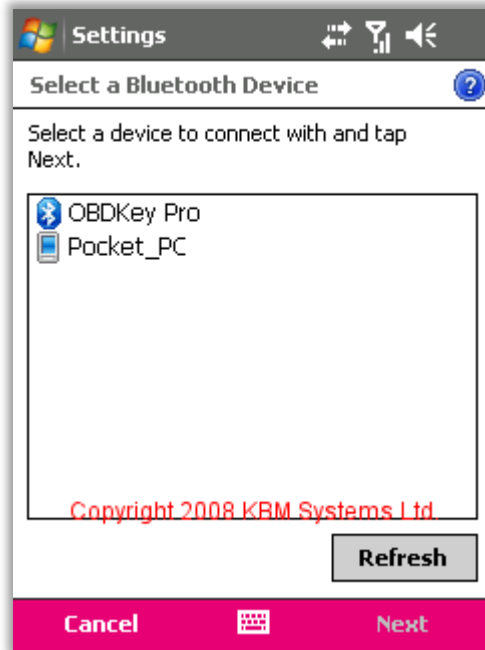 Settings
Select a Bluetooth Device
?
Select a device to connect with and tap
Next.
OBDKey Pro
Pocket_PC
Copyright 2008 KBM Systems Ltd.
Refresh
Cancel
Next